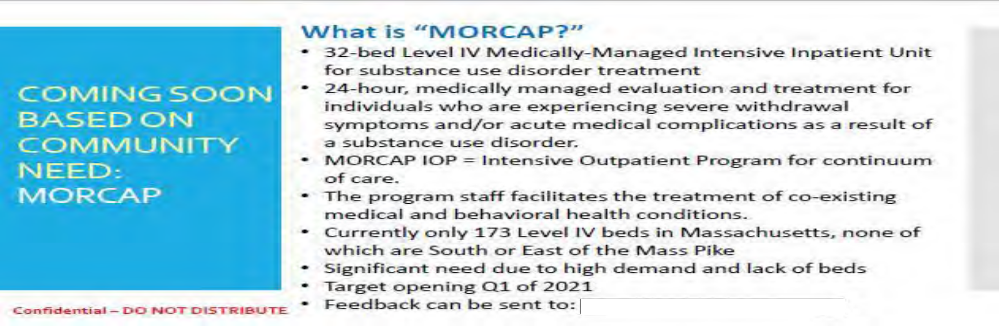 COMING SOON
BASED ON
COMMUNITY
NEED:
MORCAP
Confidential – DO NOT DISTRIBUTE
What is “MORCAP?”
• 32-bed Level IV Medically-Managed Intensive Inpatient Unit
for substance use disorder treatment
• 24-hour, medically managed evaluation and treatment for
individuals who are experiencing severe withdrawal
symptoms and/or acute medical complications as a result of
a substance use disorder.
• MORCAP IOP = Intensive Outpatient Program for continuum
of care.
• The program staff facilitates the treatment of co-existing
medical and behavioral health conditions.
• Currently only 173 Level IV beds in Massachusetts, none of
which are South or East of the Mass Pike
• Significant need due to high demand and lack of beds
• Target opening Q1 of 2021
• Feedback can be sent to: